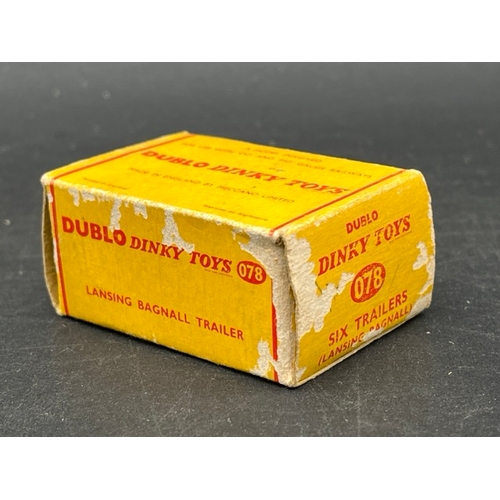 DUBLO DINKY TOYS
MADE IN ENGLAND BY MECCANO LIMITED
DUBLO DINKY TOYS 078
LANSING BAGNALL TRAILER
DUBLO
DINKY TOYS
078
SIX TRAILERS
(LANSING BAGNALL)